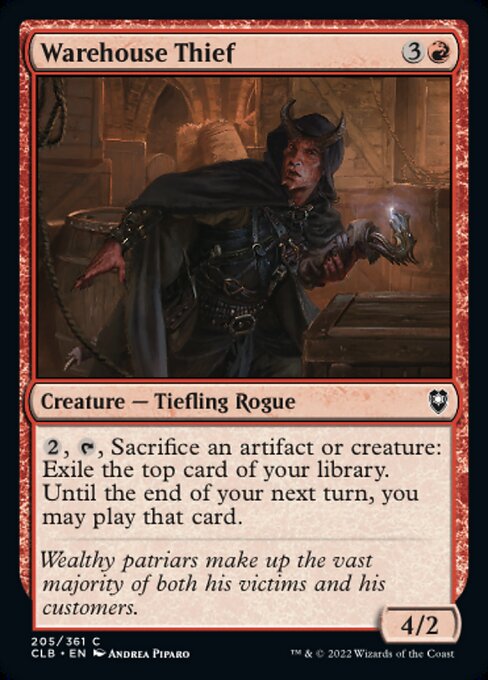 Warehouse Thief 3
Creature — Tiefling Rogue
2, , Sacrifice an artifact or creature:
Exile the top card of your library.
Until the end of your next turn, you
may play that card.
Wealthy patriars make up the vast
majority of both his victims and his
customers.
4/2
205/361 C
CLB • EN Andrea Piparo ™ & © 2022 Wizards of the Coast